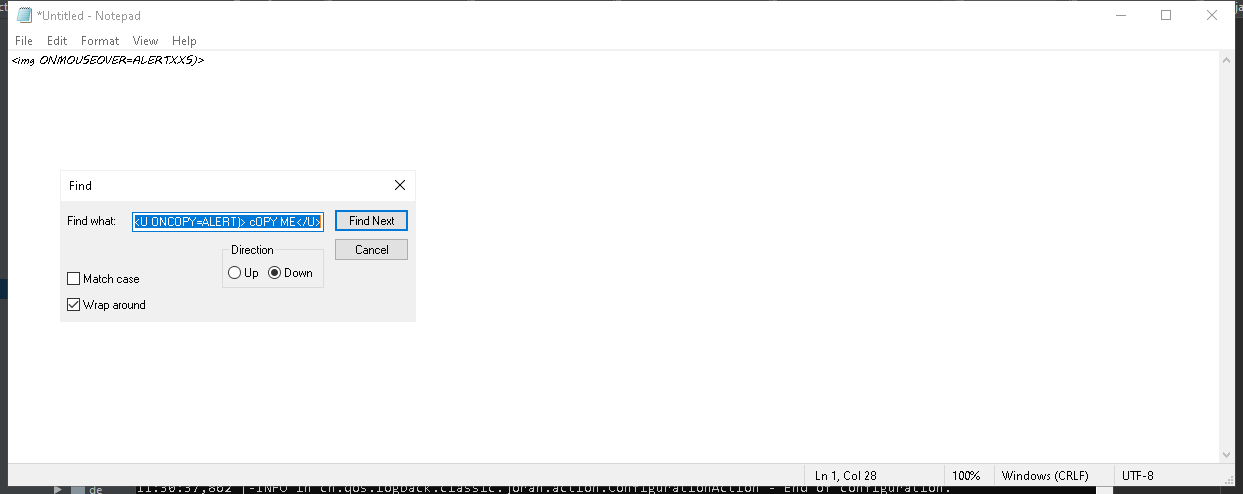 *Untitled - Notepad
File Edit Format View Help
<img ONMOUSEOVER=ALERTXXS)>
Find
Find what: <U ONCOPY=ALERT)> cOPY ME</U> Find Next
Direction Cancel
Up Down
Match case
Wrap around
Ln 1, Col 28 100% Windows (CRLF) UTF-8
de 11:50:37,862 |-INFO in ch.qos.logback.classic.joran.action.ConfigurationAction - End of configuration.